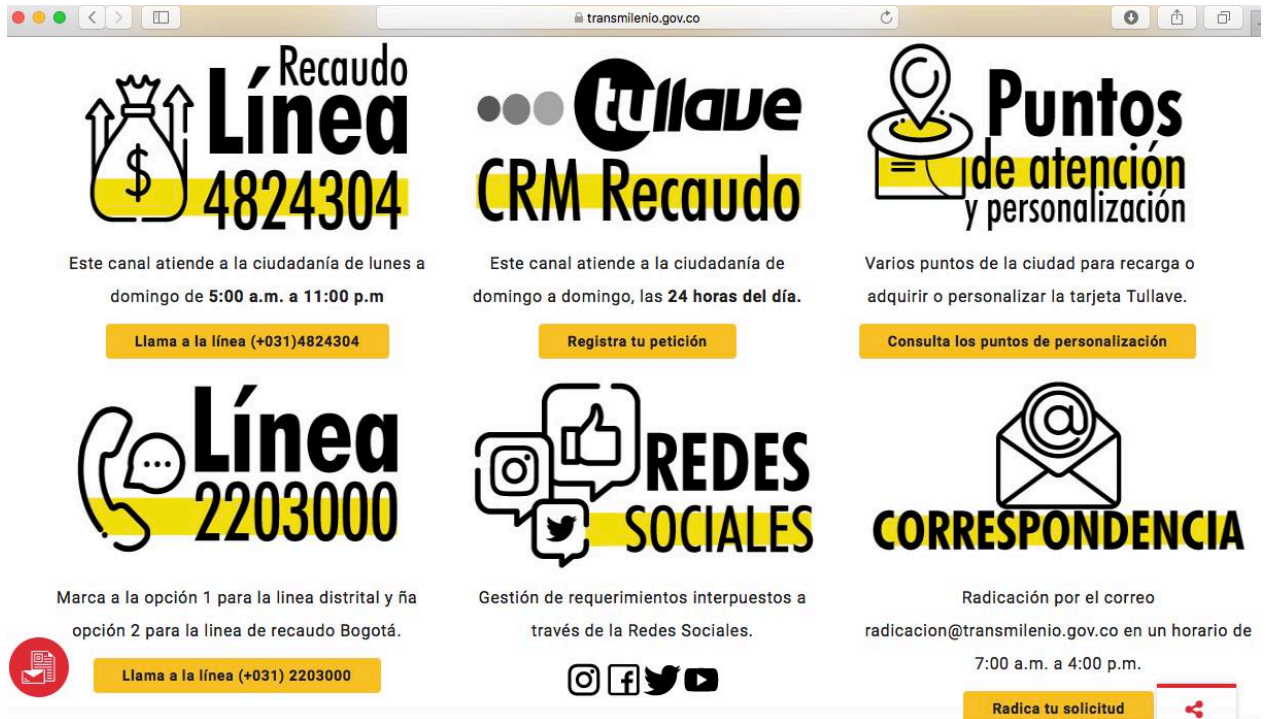 transmilenio.gov.co
Recaudo
Línea
4824304
Este canal atiende a la ciudadanía de lunes a
domingo de 5:00 a.m. a 11:00 p.m
Llama a la línea (+031)4824304
tullave
CRM Recaudo
Este canal atiende a la ciudadanía de
domingo a domingo, las 24 horas del día.
Registra tu petición
Puntos
de atención
y personalización
Varios puntos de la ciudad para recarga o
adquirir o personalizar la tarjeta Tullave.
Consulta los puntos de personalización
Línea
2203000
Marca a la opción 1 para la linea distrital y ña
opción 2 para la linea de recaudo Bogotá.
Llama a la línea (+031) 2203000
REDES
SOCIALES
Gestión de requerimientos interpuestos a
través de la Redes Sociales.
CORRESPONDENCIA
Radicación por el correo
radicacion@transmilenio.gov.co en un horario de
7:00 a.m. a 4:00 p.m.
Radica tu solicitud